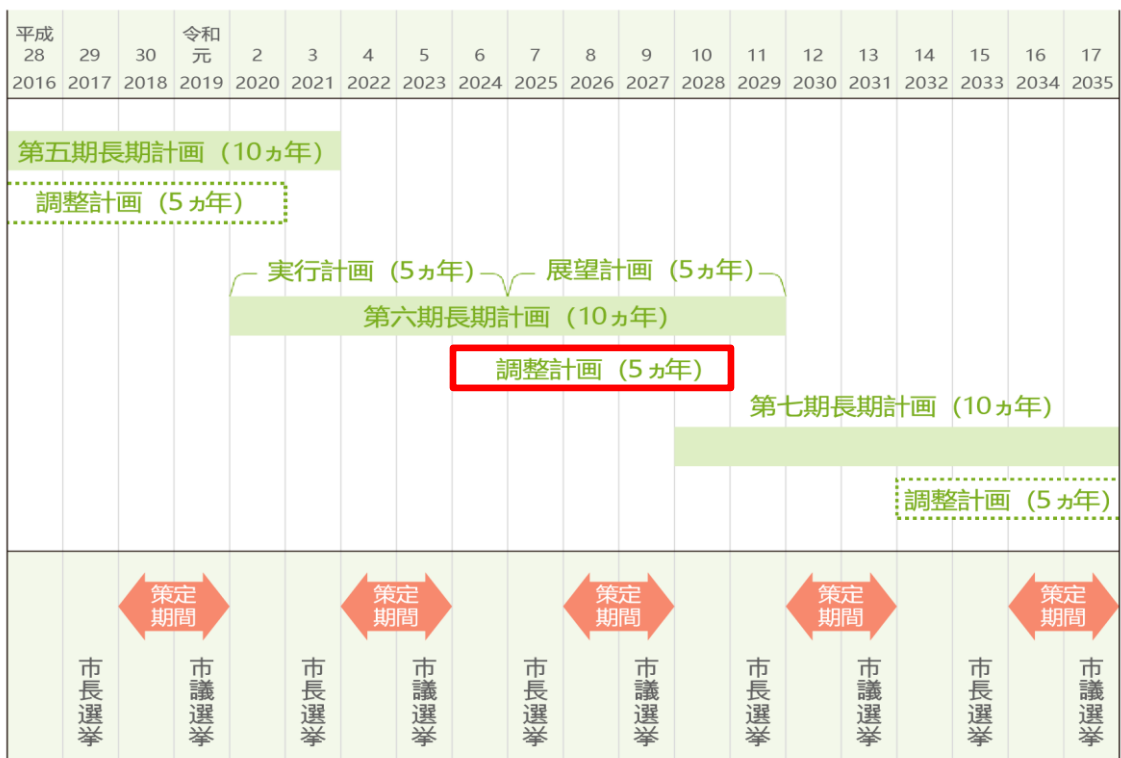 平成 令和
28 29 30 元 2 3 4 5 6 7 8 9 10 11 12 13 14 15 16 17
2016 2017 2018 2019 2020 2021 2022 2023 2024 2025 2026 2027 2028 2029 2030 2031 2032 2033 2034 2035
第五期長期計画（10ヵ年）
調整計画（5ヵ年）
実行計画（5ヵ年） 展望計画（5ヵ年）
第六期長期計画（10ヵ年）
調整計画（5ヵ年）
第七期長期計画（10ヵ年）
調整計画（5ヵ年）
策定 策定 策定 策定 策定
期間 期間 期間 期間 期間
市長選挙 市議選挙 市長選挙 市議選挙 市長選挙 市議選挙 市長選挙 市議選挙 市長選挙 市議選挙